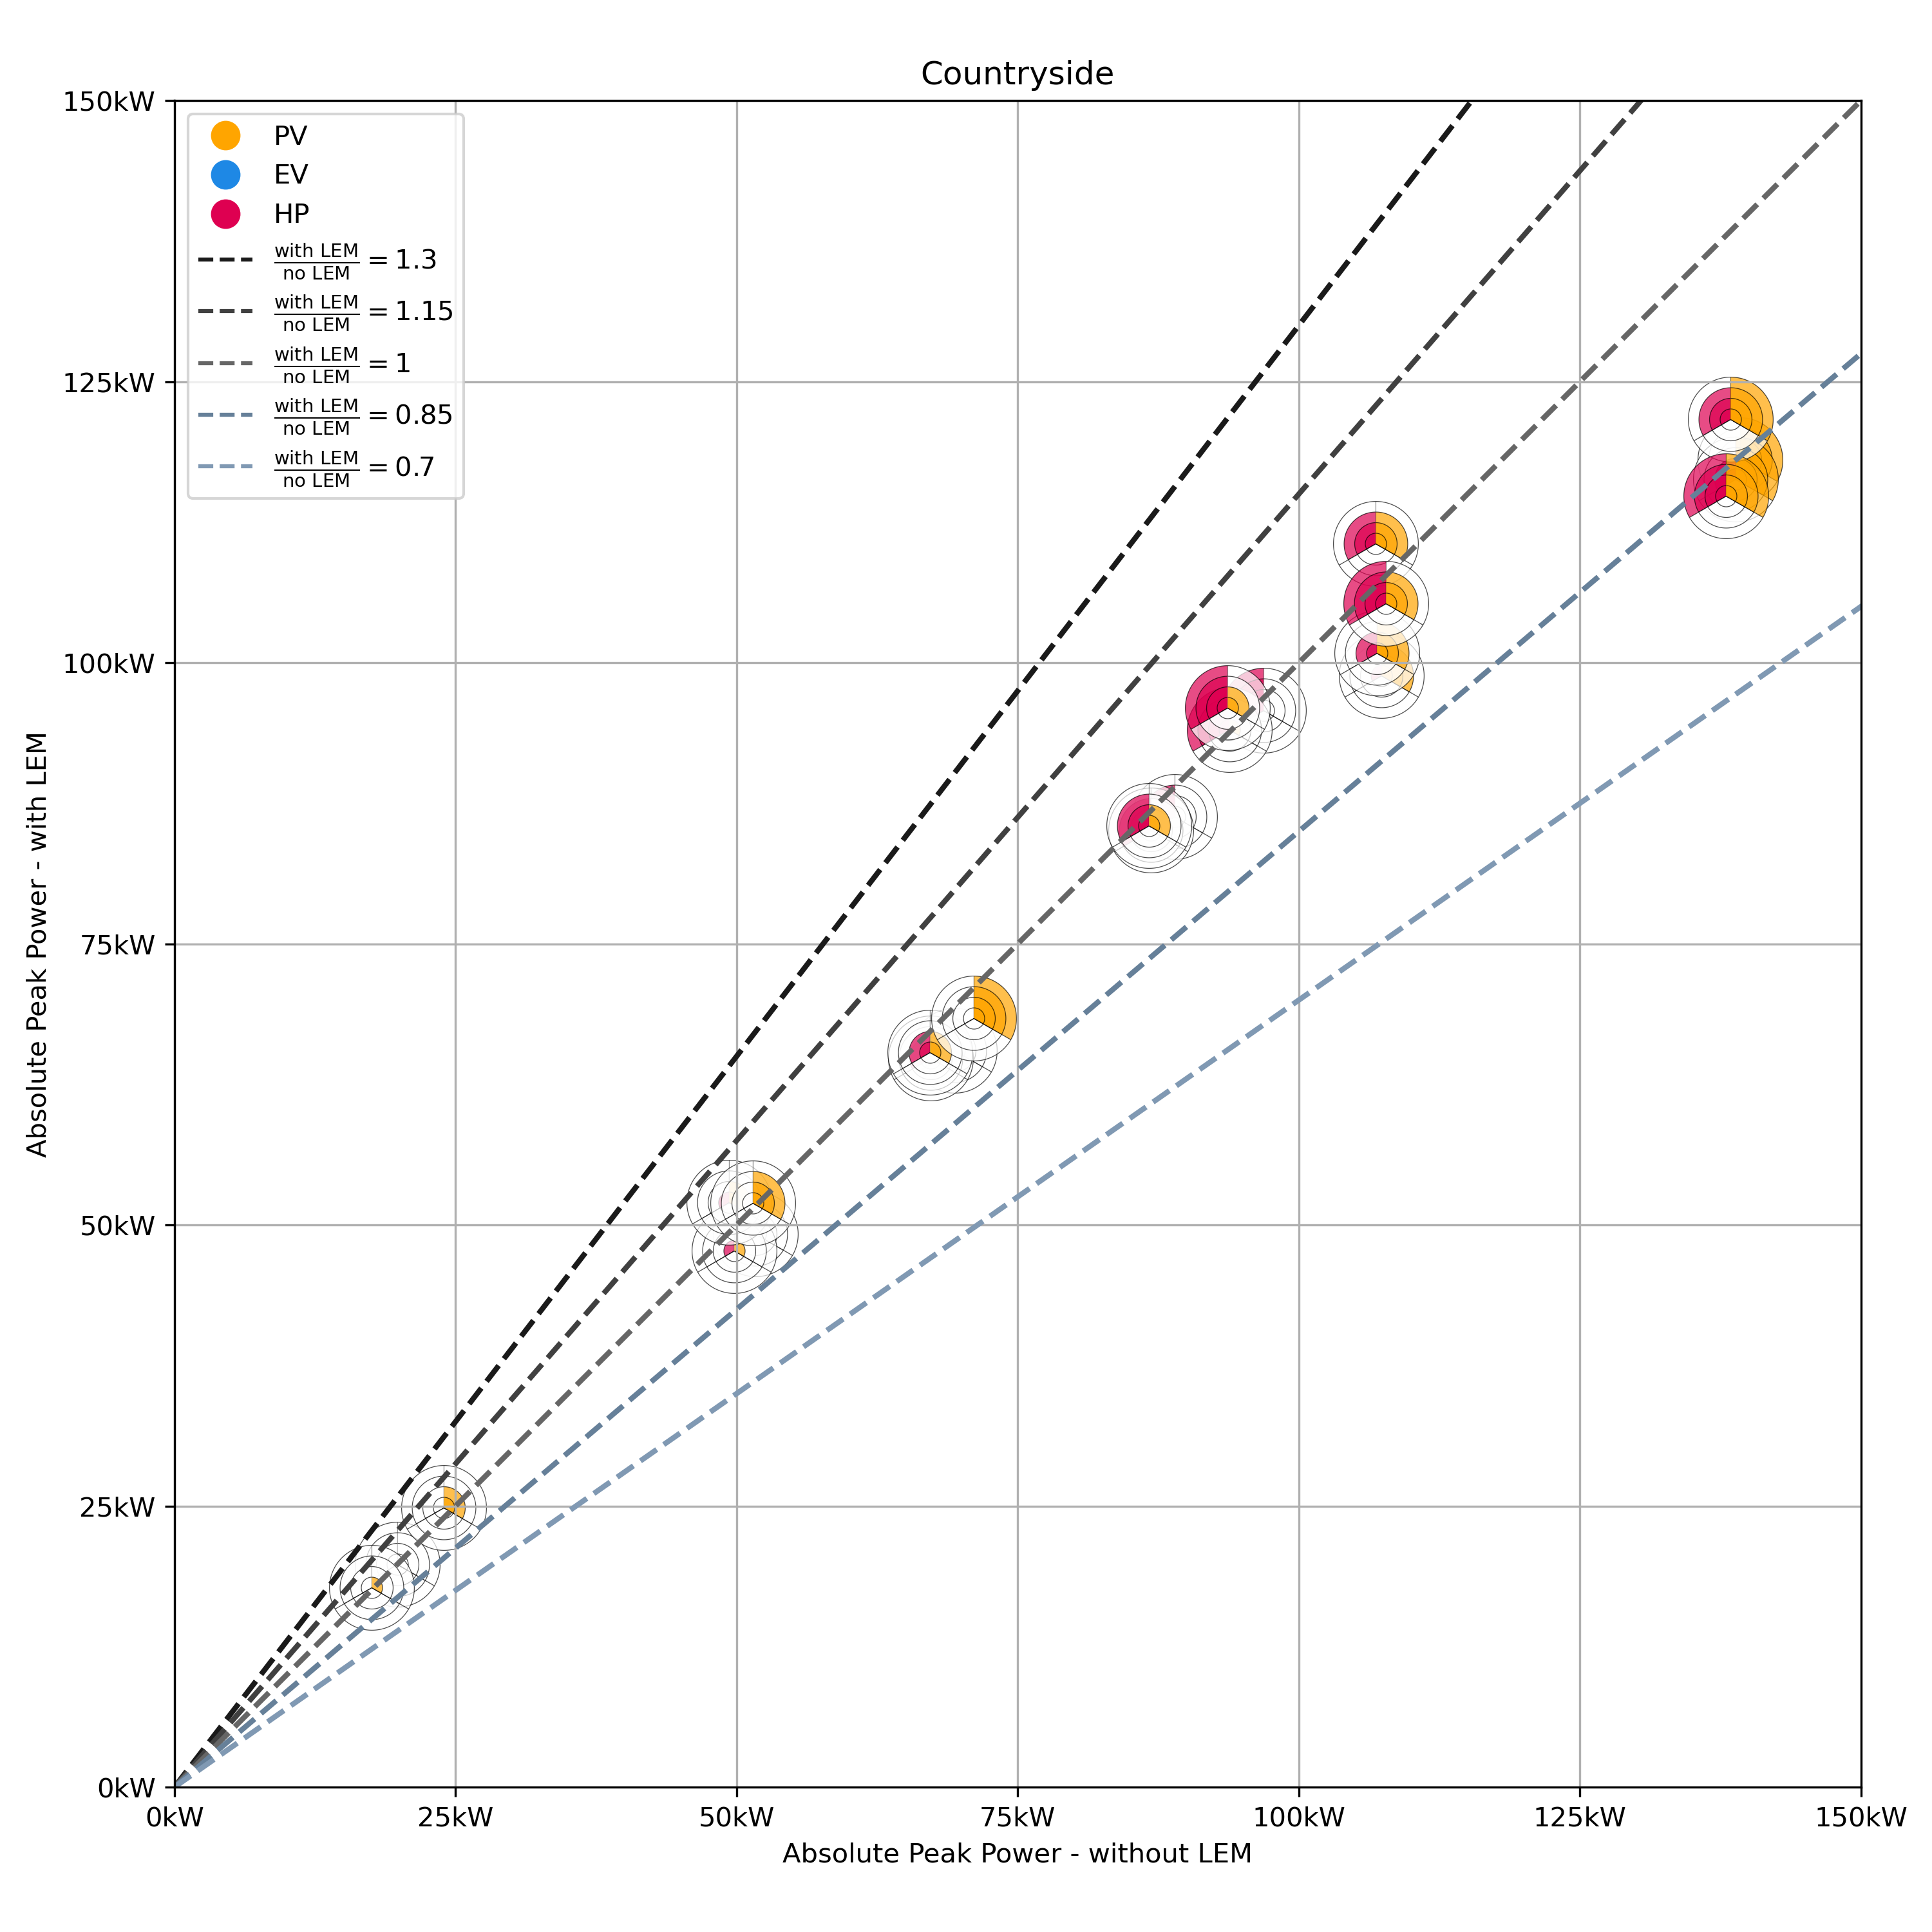 Countryside
150kW
125kW
100kW
75kW
50kW
25kW
0kW
Absolute Peak Power - with LEM
PV
EV
HP
with LEM / no LEM = 1.3
with LEM / no LEM = 1.15
with LEM / no LEM = 1
with LEM / no LEM = 0.85
with LEM / no LEM = 0.7
0kW 25kW 50kW 75kW 100kW 125kW 150kW
Absolute Peak Power - without LEM